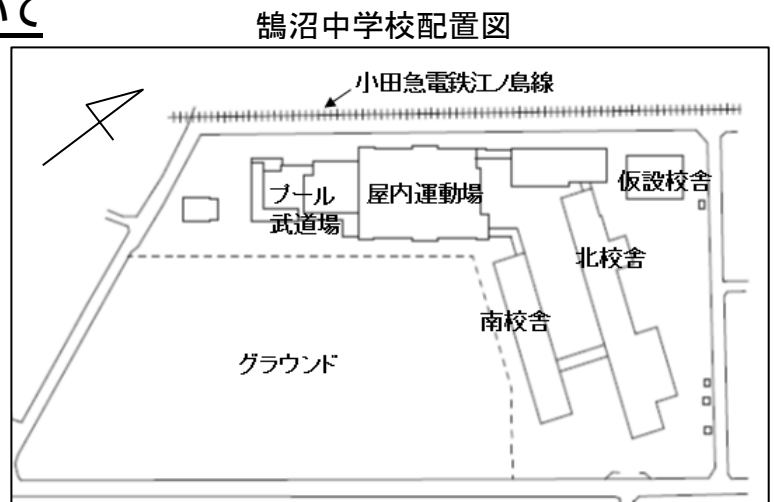 いて
鵠沼中学校配置図
小田急電鉄江ノ島線
プール
武道場
屋内運動場
仮設校舎
北校舎
南校舎
グラウンド